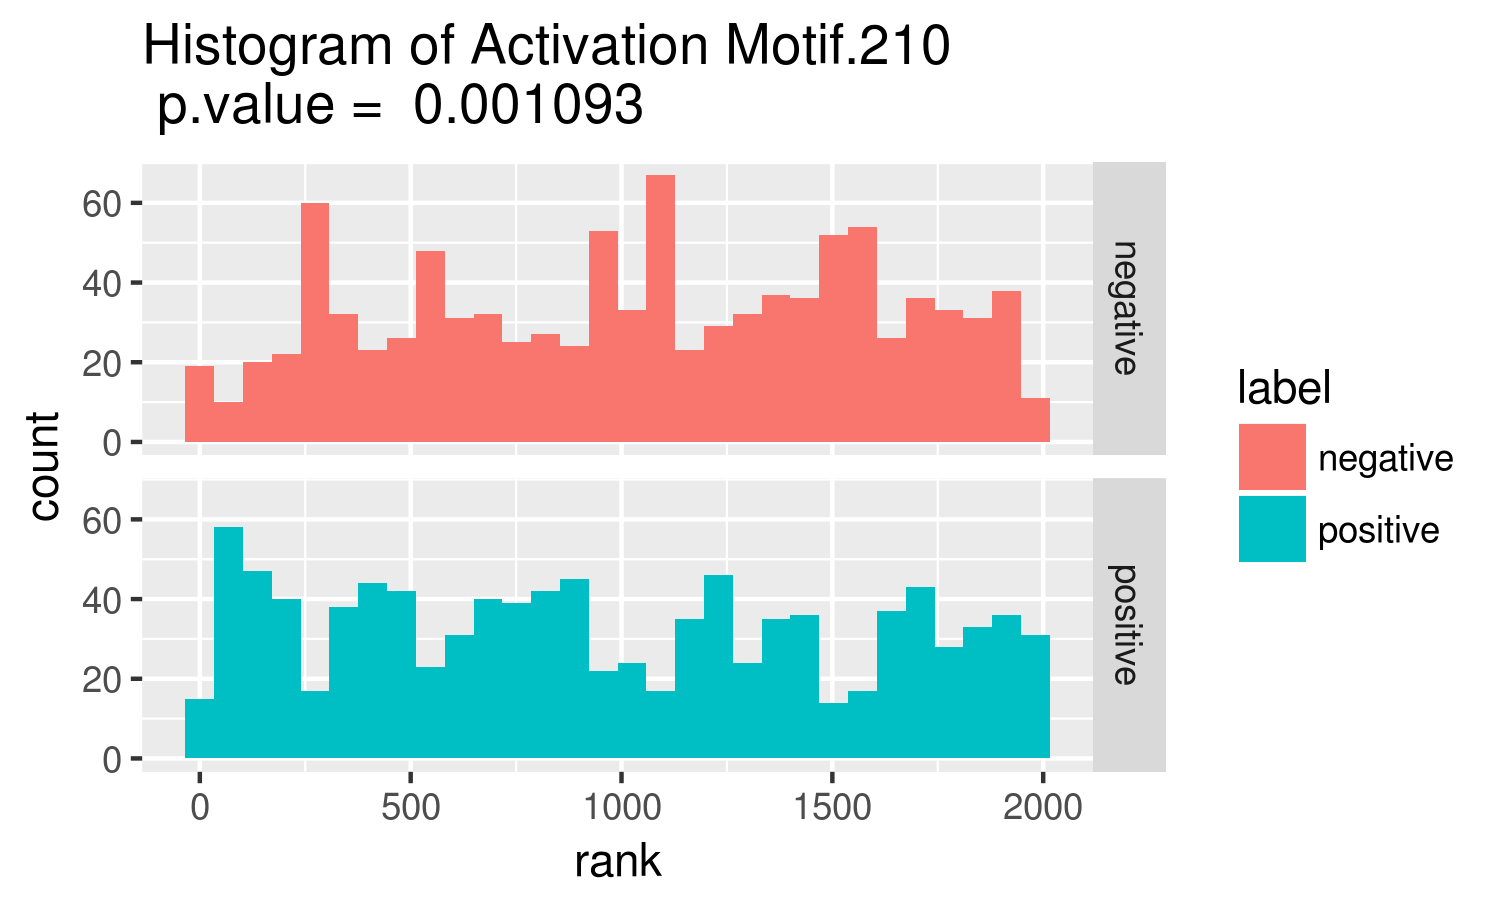 Histogram of Activation Motif.210
p.value = 0.001093
count
60
40
20
0
negative
60
40
20
0
positive
0 500 1000 1500 2000
rank
label
negative
positive